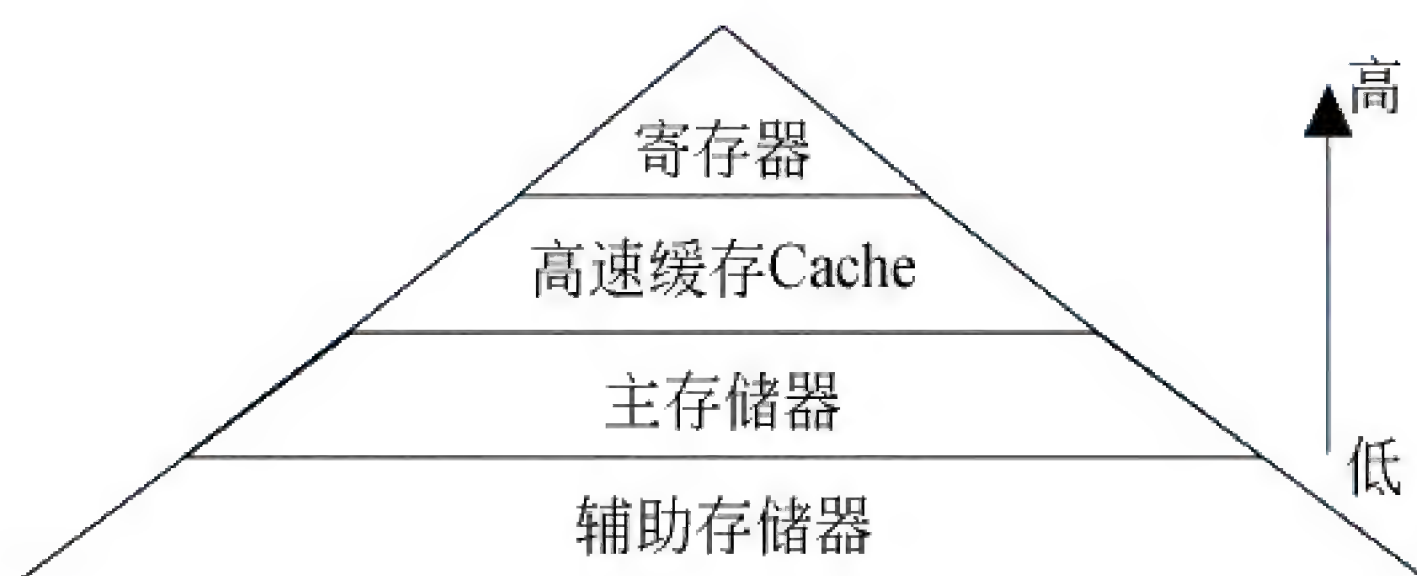 高
寄存器
高速缓存Cache
主存储器
低
辅助存储器